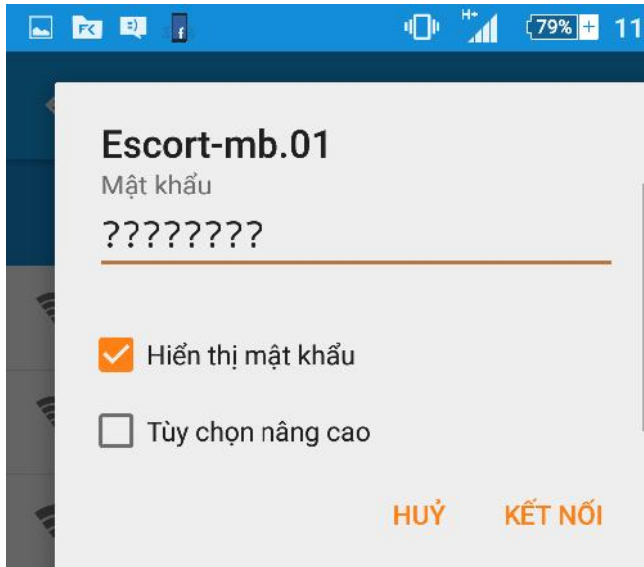 H+
79%
11
Escort-mb.01
Mật khẩu
????????
Hiển thị mật khẩu
Tùy chọn nâng cao
HUỶ KẾT NỐI